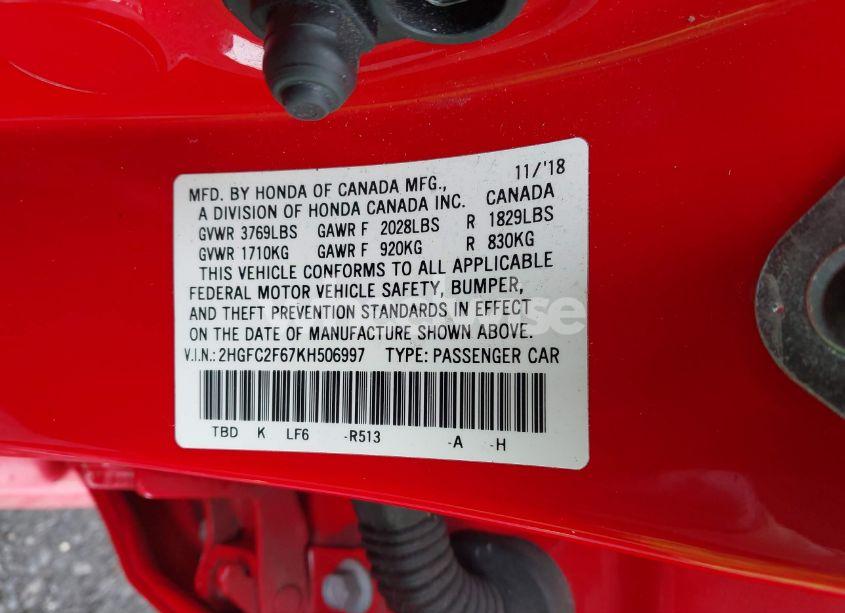 11/'18
MFD. BY HONDA OF CANADA MFG.,
A DIVISION OF HONDA CANADA INC. CANADA
GVWR 3769LBS GAWR F 2028LBS R 1829LBS
GVWR 1710KG GAWR F 920KG R 830KG
THIS VEHICLE CONFORMS TO ALL APPLICABLE
FEDERAL MOTOR VEHICLE SAFETY, BUMPER,
AND THEFT PREVENTION STANDARDS IN EFFECT
ON THE DATE OF MANUFACTURE SHOWN ABOVE.
V.I.N.: 2HGFC2F67KH506997 TYPE: PASSENGER CAR
TBD K LF6 -R513 -A -H